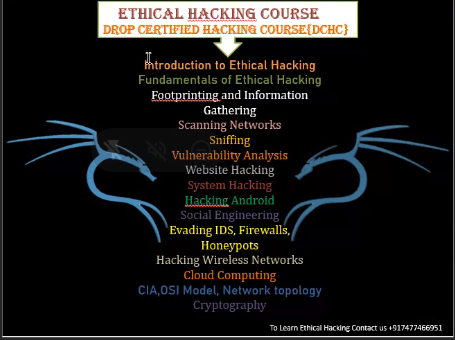 ETHICAL HACKING COURSE
DROP CERTIFIED HACKING COURSE{DCHC}
Introduction to Ethical Hacking
Fundamentals of Ethical Hacking
Footprinting and Information
Gathering
Scanning Networks
Sniffing
Vulnerability Analysis
Website Hacking
System Hacking
Hacking Android
Social Engineering
Evading IDS, Firewalls,
Honeypots
Hacking Wireless Networks
Cloud Computing
CIA,OSI Model, Network topology
Cryptography
To Learn Ethical Hacking Contact us +917477466951